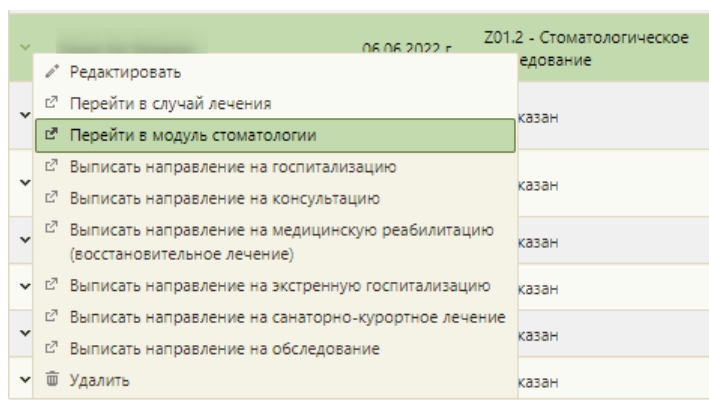 06.06.2022 г.
Z01.2 - Стоматологическое
едование
Редактировать
Перейти в случай лечения
казан
Перейти в модуль стоматологии
Выписать направление на госпитализацию
казан
Выписать направление на консультацию
Выписать направление на медицинскую реабилитацию
(восстановительное лечение)
казан
Выписать направление на экстренную госпитализацию
казан
Выписать направление на санаторно-курортное лечение
казан
Выписать направление на обследование
Удалить
казан